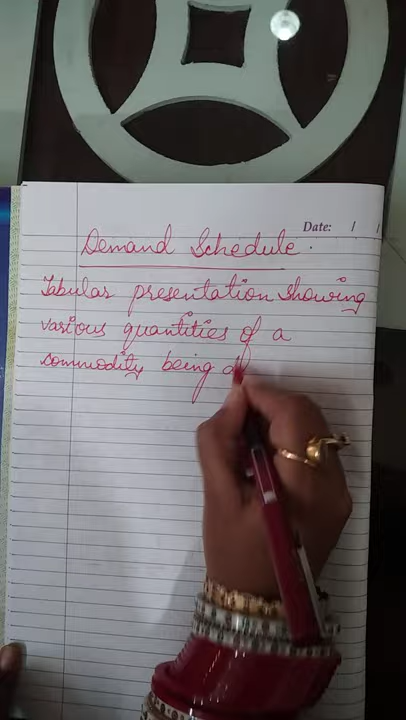 Date: / /
Demand Schedule.
Tabular presentation showing
various quantities of a
commodity being d